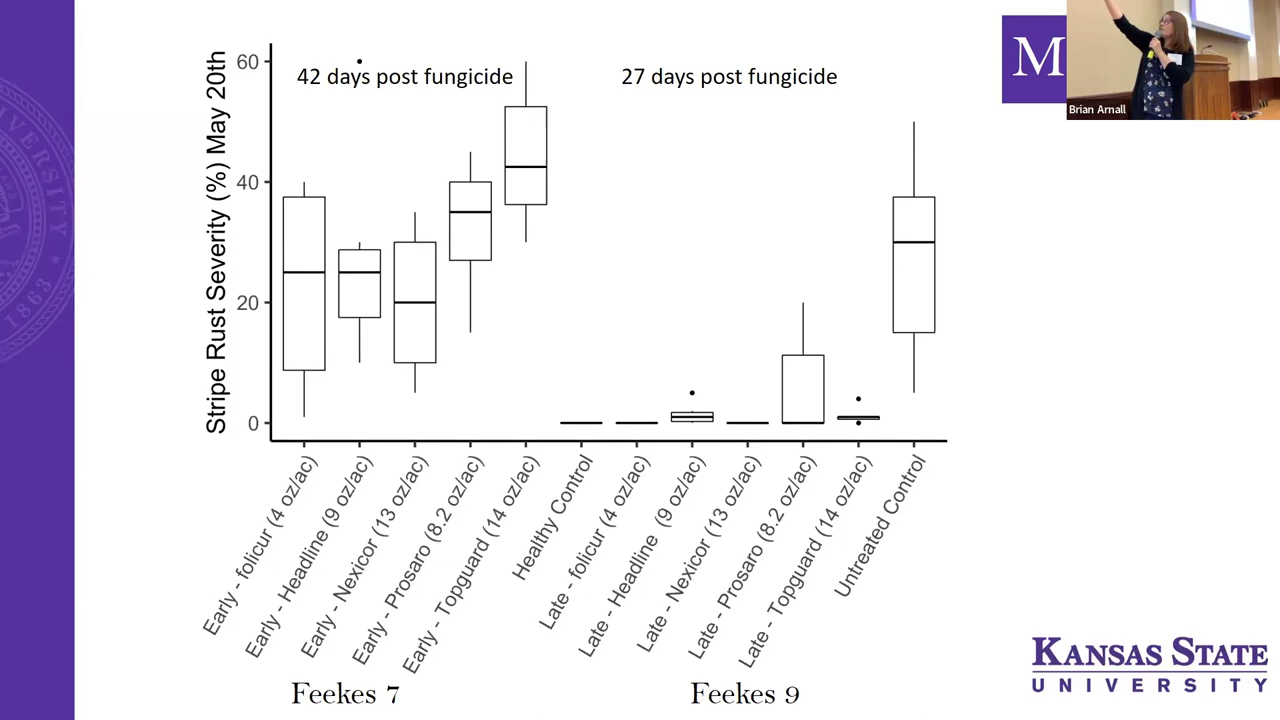 M
Brian Arnall
42 days post fungicide
27 days post fungicide
Stripe Rust Severity (%) May 20th
60
40
20
0
Early - folicur (4 oz/ac)
Early - Headline (9 oz/ac)
Early - Nexicor (13 oz/ac)
Early - Prosaro (8.2 oz/ac)
Early - Topguard (14 oz/ac)
Healthy Control
Late - folicur (4 oz/ac)
Late - Headline (9 oz/ac)
Late - Nexicor (13 oz/ac)
Late - Prosaro (8.2 oz/ac)
Late - Topguard (14 oz/ac)
Untreated Control
Feekes 7
Feekes 9
KANSAS STATE
UNIVERSITY
1863